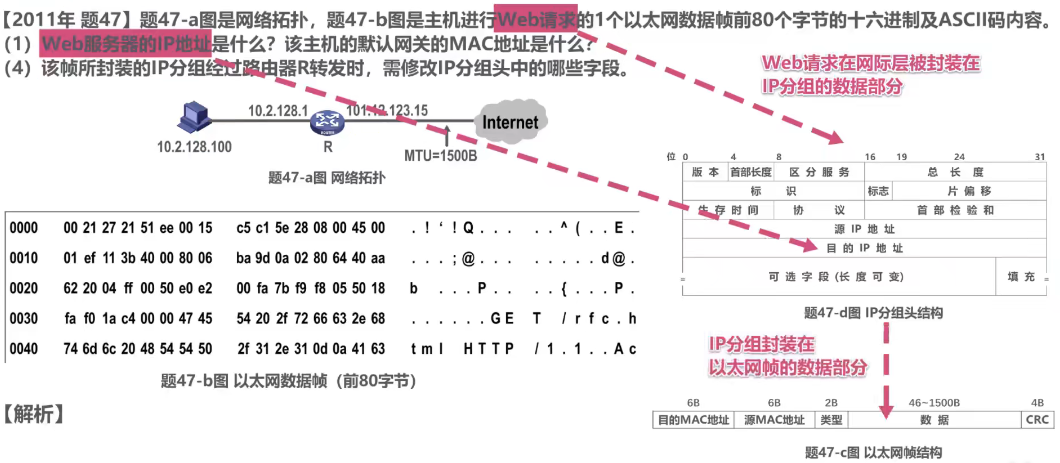 【2011年 题47】题47-a图是网络拓扑，题47-b图是主机进行Web请求的1个以太网数据帧前80个字节的十六进制及ASCII码内容。
（1）Web服务器的IP地址是什么？该主机的默认网关的MAC地址是什么？
（4）该帧所封装的IP分组经过路由器R转发时，需修改IP分组头中的哪些字段。
Web请求在网际层被封装在
IP分组的数据部分
10.2.128.1 101.12.123.15
Internet
10.2.128.100 R MTU=1500B
题47-a图 网络拓扑
位 0 4 8 16 19 24 31
版 本 首部长度 区 分 服 务 总 长 度
标 识 标志 片 偏 移
生 存 时 间 协 议 首 部 检 验 和
源 IP 地 址
目 的 IP 地 址
可 选 字 段 (长 度 可 变) 填 充
题47-d图 IP分组头结构
0000 00 21 27 21 51 ee 00 15 c5 c1 5e 28 08 00 45 00 . ! ‘ ! Q . . . . . ^ ( . . E .
0010 01 ef 11 3b 40 00 80 06 ba 9d 0a 02 80 64 40 aa . . . ; @ . . . . . . . . d @ .
0020 62 20 04 ff 00 50 e0 e2 00 fa 7b f9 f8 05 50 18 b . . . P . . . . { . . . P .
0030 fa f0 1a c4 00 00 47 45 54 20 2f 72 66 63 2e 68 . . . . . . G E T / r f c . h
0040 74 6d 6c 20 48 54 54 50 2f 31 2e 31 0d 0a 41 63 t m l H T T P / 1 . 1 . . A c
题47-b图 以太网数据帧（前80字节）
IP分组封装在
以太网帧的数据部分
【解析】
6B 6B 2B 46~1500B 4B
目的MAC地址 源MAC地址 类型 数 据 CRC
题47-c图 以太网帧结构